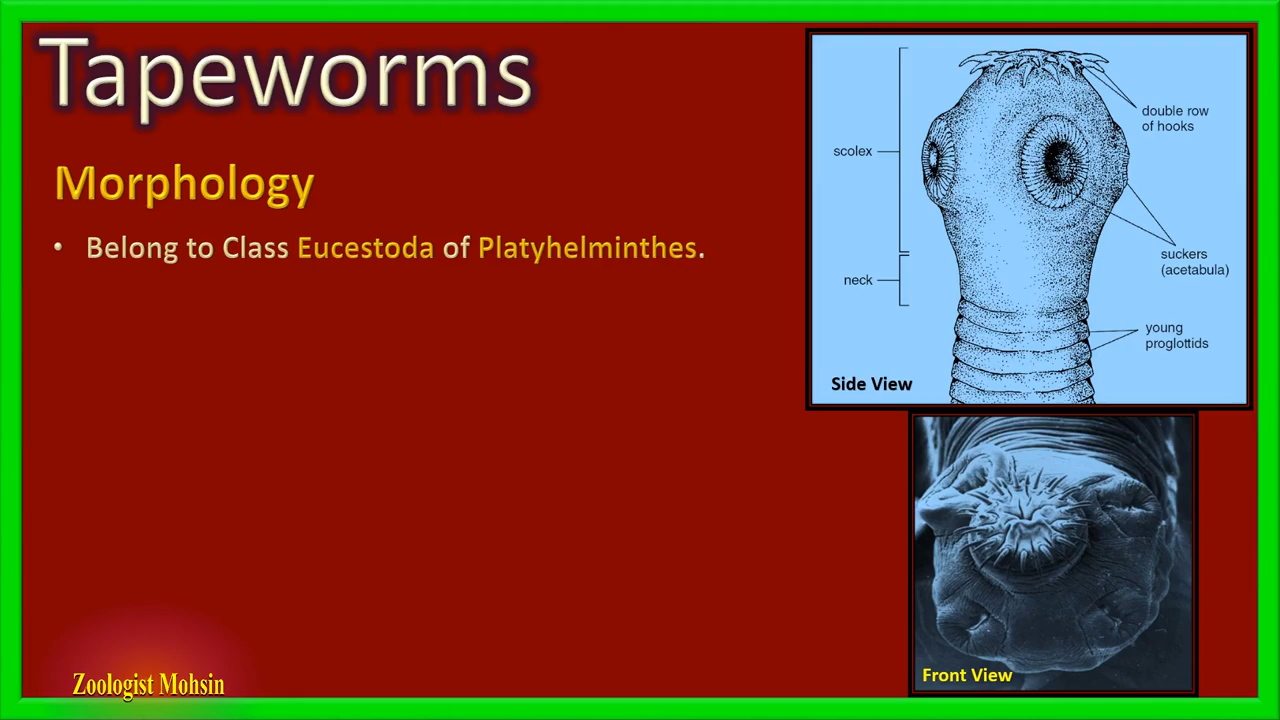 Tapeworms
Morphology
• Belong to Class Eucestoda of Platyhelminthes.
double row
of hooks
scolex
suckers
(acetabula)
neck
young
proglottids
Side View
Front View
Zoologist Mohsin